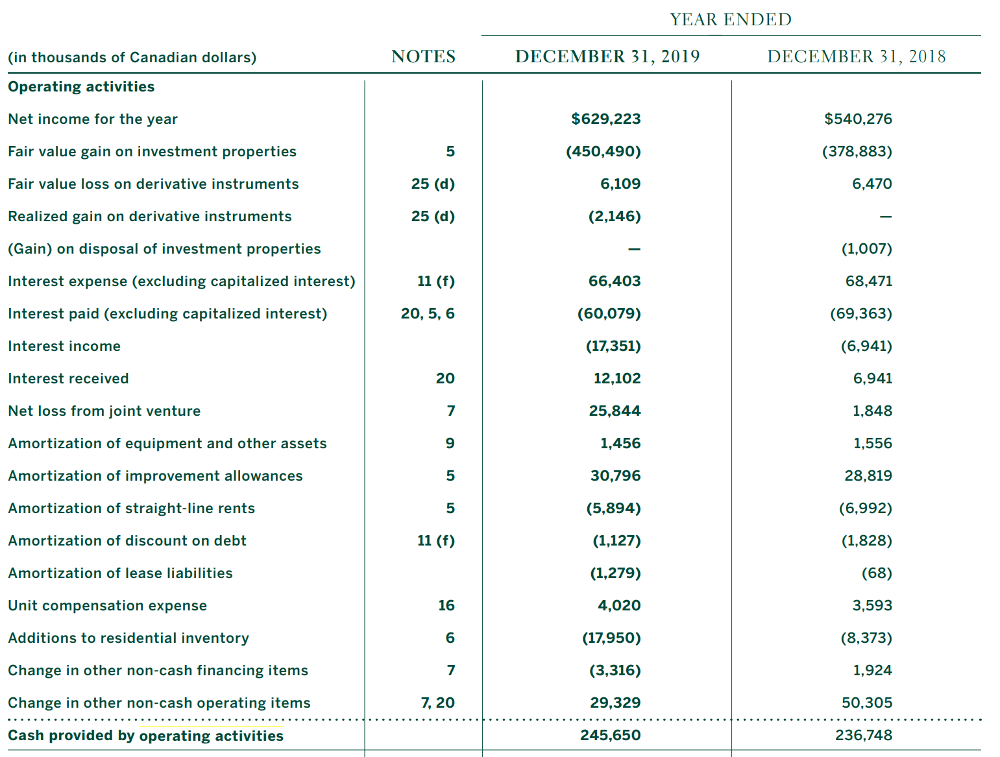 YEAR ENDED
(in thousands of Canadian dollars) NOTES DECEMBER 31, 2019 DECEMBER 31, 2018
Operating activities
Net income for the year $629,223 $540,276
Fair value gain on investment properties 5 (450,490) (378,883)
Fair value loss on derivative instruments 25 (d) 6,109 6,470
Realized gain on derivative instruments 25 (d) (2,146) —
(Gain) on disposal of investment properties — (1,007)
Interest expense (excluding capitalized interest) 11 (f) 66,403 68,471
Interest paid (excluding capitalized interest) 20, 5, 6 (60,079) (69,363)
Interest income (17,351) (6,941)
Interest received 20 12,102 6,941
Net loss from joint venture 7 25,844 1,848
Amortization of equipment and other assets 9 1,456 1,556
Amortization of improvement allowances 5 30,796 28,819
Amortization of straight-line rents 5 (5,894) (6,992)
Amortization of discount on debt 11 (f) (1,127) (1,828)
Amortization of lease liabilities (1,279) (68)
Unit compensation expense 16 4,020 3,593
Additions to residential inventory 6 (17,950) (8,373)
Change in other non-cash financing items 7 (3,316) 1,924
Change in other non-cash operating items 7, 20 29,329 50,305
Cash provided by operating activities 245,650 236,748